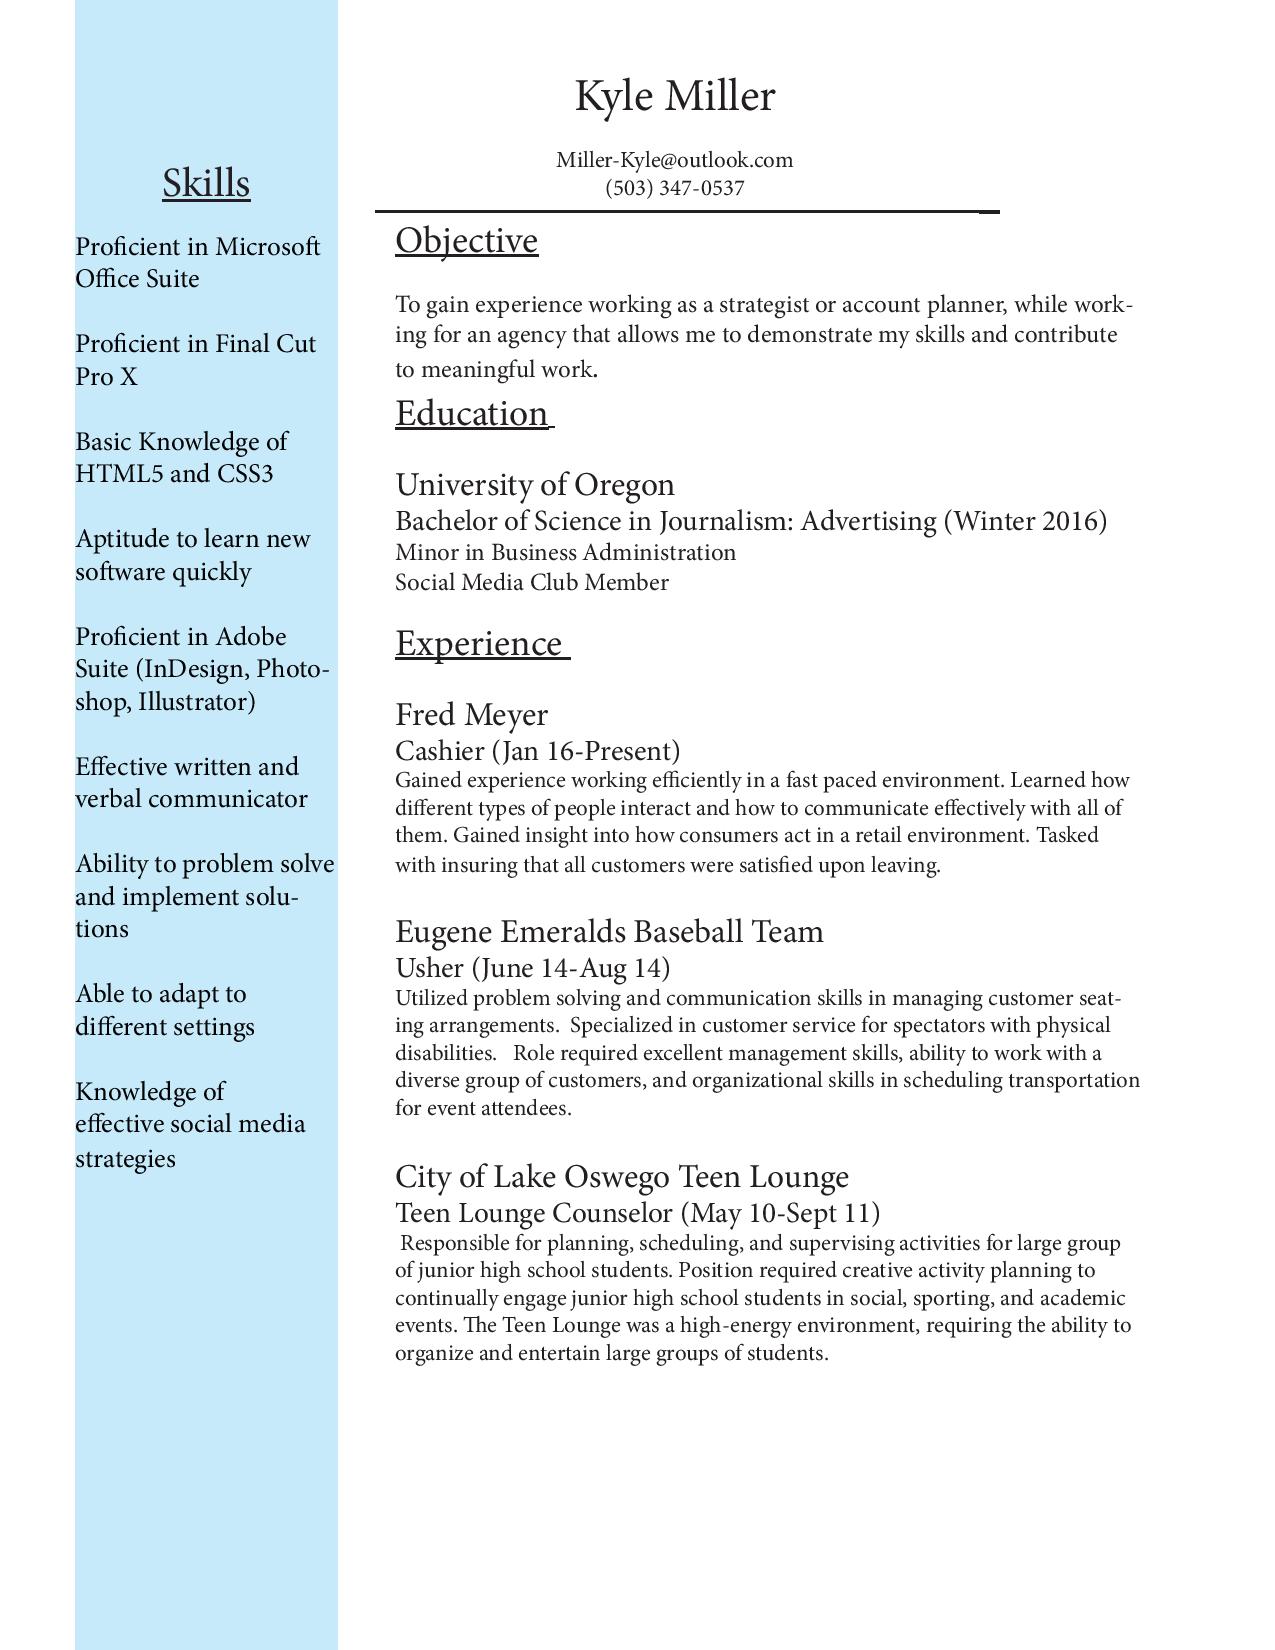 Kyle Miller
Miller-Kyle@outlook.com
(503) 347-0537
Skills
Proficient in Microsoft
Office Suite
Proficient in Final Cut
Pro X
Basic Knowledge of
HTML5 and CSS3
Aptitude to learn new
software quickly
Proficient in Adobe
Suite (InDesign, Photo-
shop, Illustrator)
Effective written and
verbal communicator
Ability to problem solve
and implement solu-
tions
Able to adapt to
different settings
Knowledge of
effective social media
strategies
Objective
To gain experience working as a strategist or account planner, while work-
ing for an agency that allows me to demonstrate my skills and contribute
to meaningful work.
Education
University of Oregon
Bachelor of Science in Journalism: Advertising (Winter 2016)
Minor in Business Administration
Social Media Club Member
Experience
Fred Meyer
Cashier (Jan 16-Present)
Gained experience working efficiently in a fast paced environment. Learned how
different types of people interact and how to communicate effectively with all of
them. Gained insight into how consumers act in a retail environment. Tasked
with insuring that all customers were satisfied upon leaving.
Eugene Emeralds Baseball Team
Usher (June 14-Aug 14)
Utilized problem solving and communication skills in managing customer seat-
ing arrangements.  Specialized in customer service for spectators with physical
disabilities.   Role required excellent management skills, ability to work with a
diverse group of customers, and organizational skills in scheduling transportation
for event attendees.
City of Lake Oswego Teen Lounge
Teen Lounge Counselor (May 10-Sept 11)
Responsible for planning, scheduling, and supervising activities for large group
of junior high school students. Position required creative activity planning to
continually engage junior high school students in social, sporting, and academic
events. The Teen Lounge was a high-energy environment, requiring the ability to
organize and entertain large groups of students.